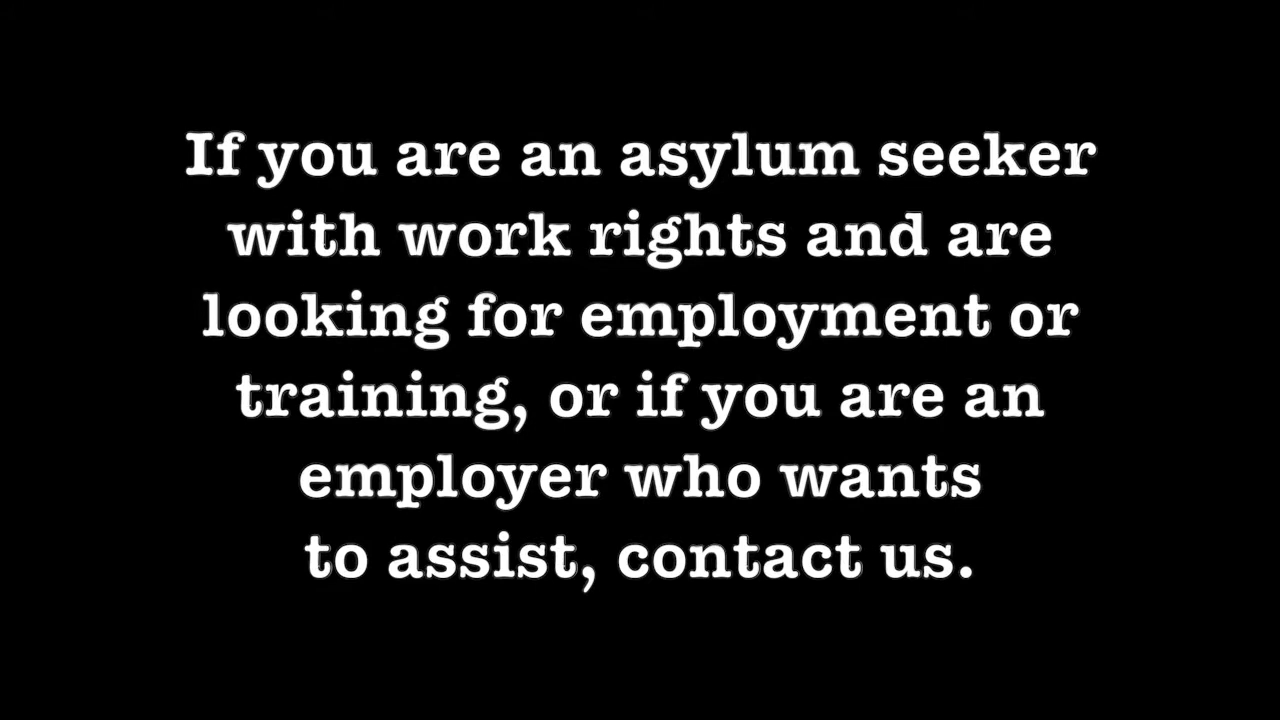 If you are an asylum seeker
with work rights and are
looking for employment or
training, or if you are an
employer who wants
to assist, contact us.